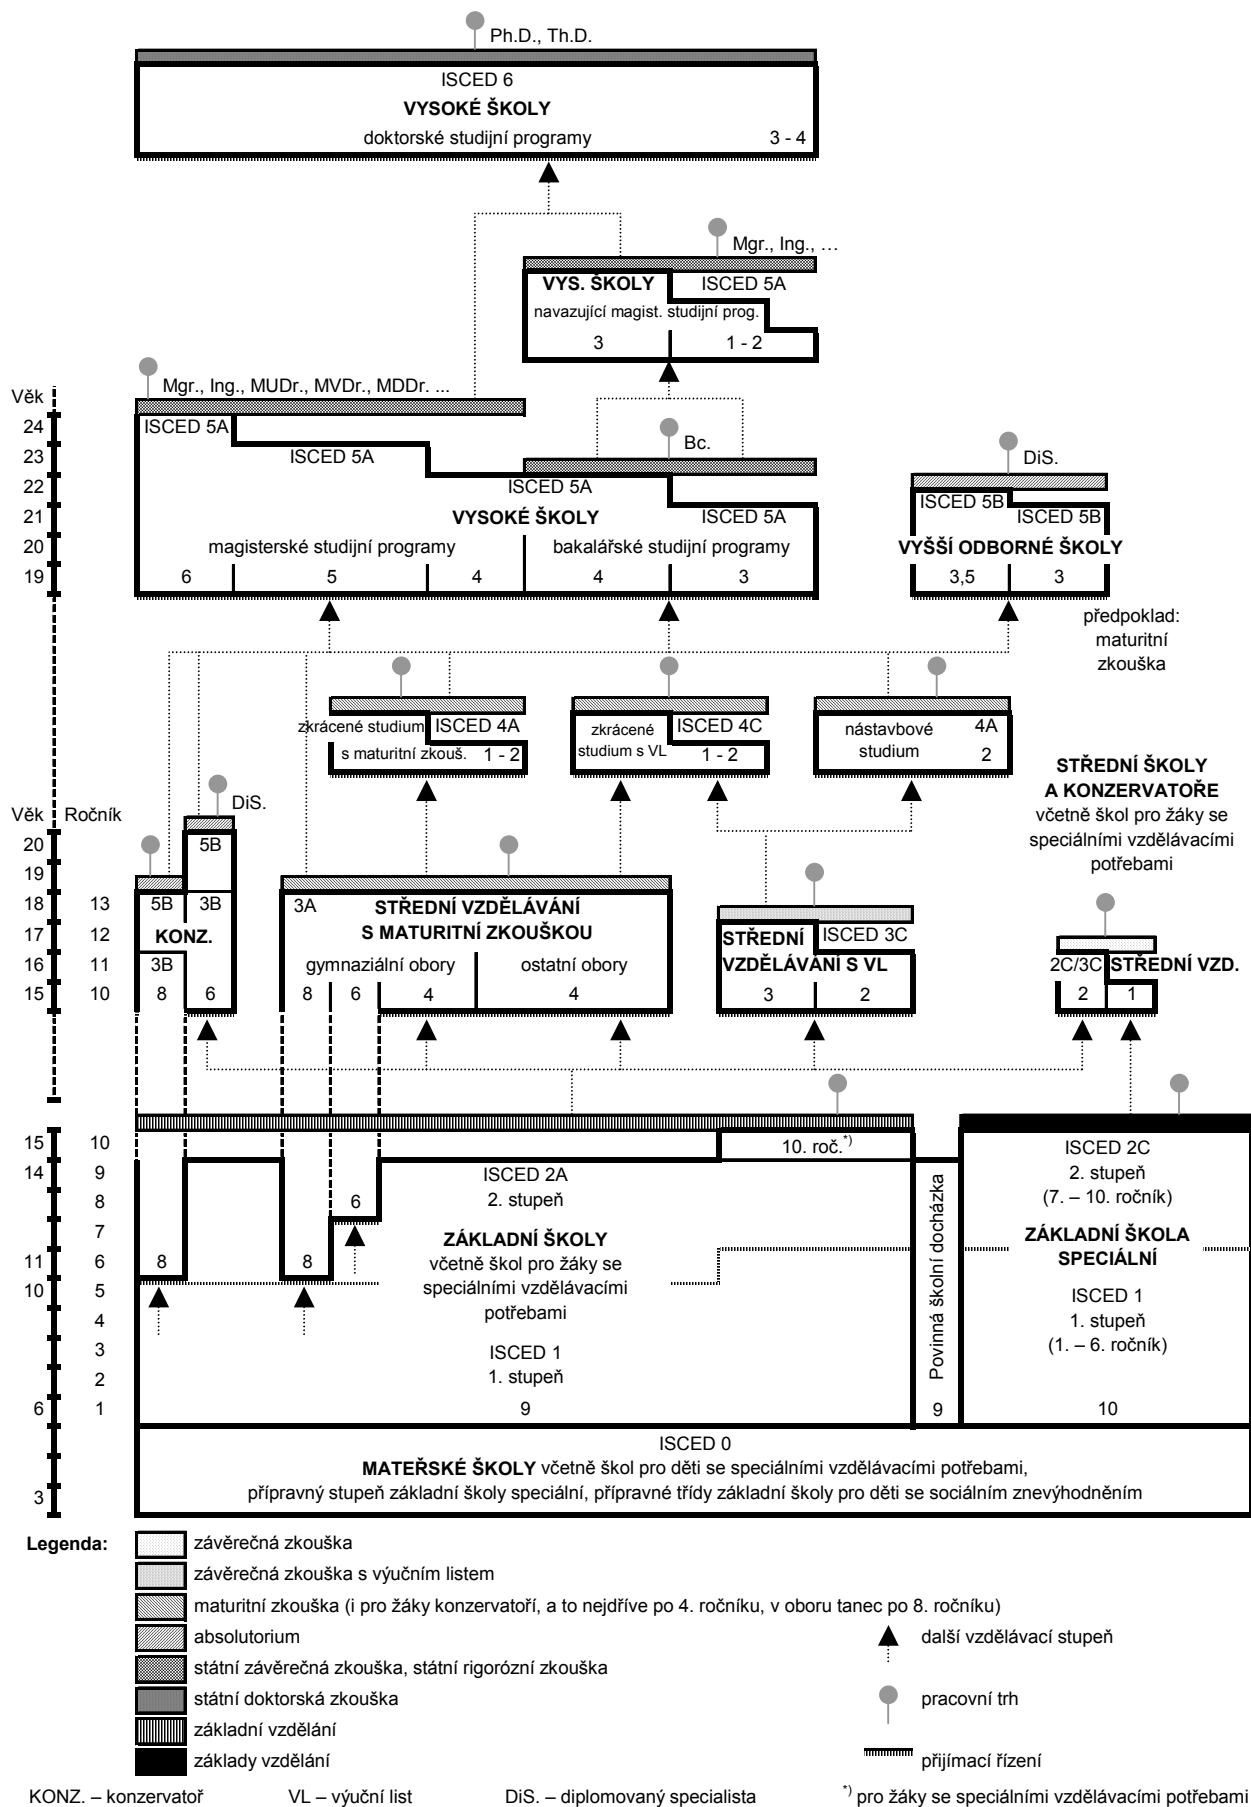 Ph.D., Th.D.
ISCED 6
VYSOKÉ ŠKOLY
doktorské studijní programy 3 - 4
Mgr., Ing., …
VYS. ŠKOLY ISCED 5A
navazující magist. studijní prog.
3 1 - 2
Mgr., Ing., MUDr., MVDr., MDDr. ...
Věk
24 ISCED 5A
23 ISCED 5A Bc. DiS.
22 ISCED 5A ISCED 5B
21 VYSOKÉ ŠKOLY ISCED 5A ISCED 5B
20 magisterské studijní programy bakalářské studijní programy VYŠŠÍ ODBORNÉ ŠKOLY
19 6 5 4 4 3 3,5 3
předpoklad:
maturitní
zkouška
zkrácené studium ISCED 4A zkrácené ISCED 4C nástavbové 4A
s maturitní zkouš. 1 - 2 studium s VL 1 - 2 studium 2
STŘEDNÍ ŠKOLY
A KONZERVATOŘE
včetně škol pro žáky se
speciálními vzdělávacími
potřebami
DiS.
Věk Ročník
20 5B
19
18 13 5B 3B 3A STŘEDNÍ VZDĚLÁVÁNÍ
17 12 KONZ. S MATURITNÍ ZKOUŠKOU STŘEDNÍ ISCED 3C
16 11 3B gymnaziální obory ostatní obory VZDĚLÁVÁNÍ S VL 2C/3C STŘEDNÍ VZD.
15 10 8 6 8 6 4 4 3 2 2 1
15 10 10. roč.*) ISCED 2C
14 9 ISCED 2A 2. stupeň
8 6 2. stupeň (7. – 10. ročník)
7 ZÁKLADNÍ ŠKOLY ZÁKLADNÍ ŠKOLA
11 6 8 8 včetně škol pro žáky se SPECIÁLNÍ
10 5 speciálními vzdělávacími ISCED 1
4 potřebami 1. stupeň
3 ISCED 1 (1. – 6. ročník)
2 1. stupeň
Povinná školní docházka
6 1 9 9 10
ISCED 0
MATEŘSKÉ ŠKOLY včetně škol pro děti se speciálními vzdělávacími potřebami,
3 přípravný stupeň základní školy speciální, přípravné třídy základní školy pro děti se sociálním znevýhodněním
Legenda: závěrečná zkouška
závěrečná zkouška s výučním listem
maturitní zkouška (i pro žáky konzervatoří, a to nejdříve po 4. ročníku, v oboru tanec po 8. ročníku)
absolutorium další vzdělávací stupeň
státní závěrečná zkouška, státní rigorózní zkouška
státní doktorská zkouška pracovní trh
základní vzdělání
základy vzdělání přijímací řízení
KONZ. – konzervatoř VL – výuční list DiS. – diplomovaný specialista *) pro žáky se speciálními vzdělávacími potřebami